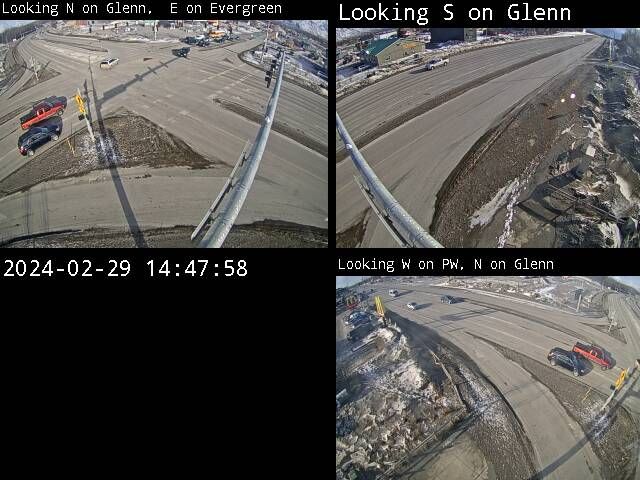 Looking N on Glenn, E on Evergreen
Looking S on Glenn
2024-02-29 14:47:58
Looking W on PW, N on Glenn